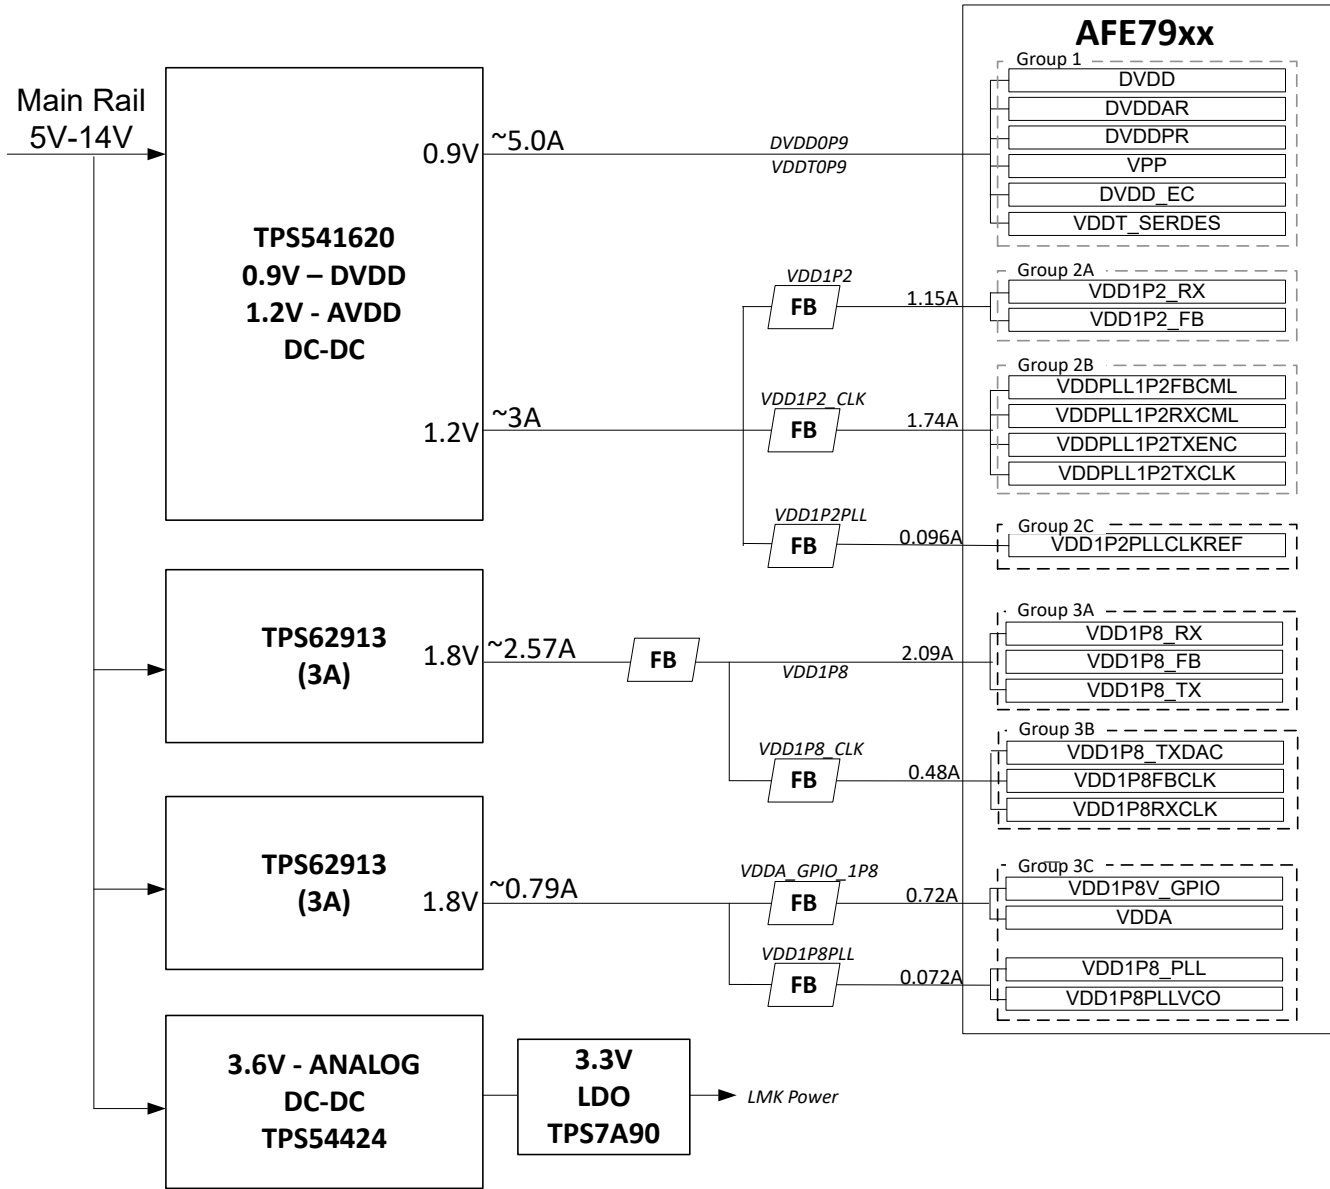 Main Rail
5V-14V
TPS541620
0.9V – DVDD
1.2V - AVDD
DC-DC
0.9V
~5.0A
DVDD0P9
VDDT0P9
1.2V
~3A
VDD1P2
FB
1.15A
VDD1P2_CLK
FB
1.74A
VDD1P2PLL
FB
0.096A
TPS62913
(3A)
1.8V
~2.57A
FB
VDD1P8
2.09A
VDD1P8_CLK
FB
0.48A
TPS62913
(3A)
1.8V
~0.79A
VDDA_GPIO_1P8
FB
0.72A
VDD1P8PLL
FB
0.072A
3.6V - ANALOG
DC-DC
TPS54424
3.3V
LDO
TPS7A90
LMK Power
AFE79xx
Group 1
DVDD
DVDDAR
DVDDPR
VPP
DVDD_EC
VDDT_SERDES
Group 2A
VDD1P2_RX
VDD1P2_FB
Group 2B
VDDPLL1P2FBCML
VDDPLL1P2RXCML
VDDPLL1P2TXENC
VDDPLL1P2TXCLK
Group 2C
VDD1P2PLLCLKREF
Group 3A
VDD1P8_RX
VDD1P8_FB
VDD1P8_TX
Group 3B
VDD1P8_TXDAC
VDD1P8FBCLK
VDD1P8RXCLK
Group 3C
VDD1P8V_GPIO
VDDA
VDD1P8_PLL
VDD1P8PLLVCO